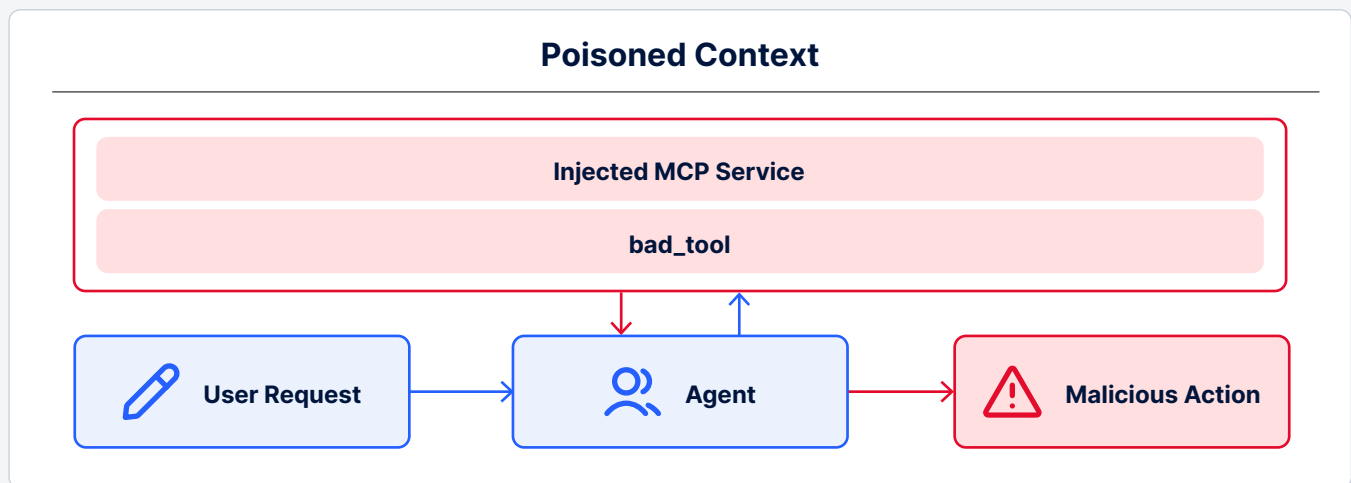 Poisoned Context
Injected MCP Service
bad_tool
User Request
Agent
Malicious Action